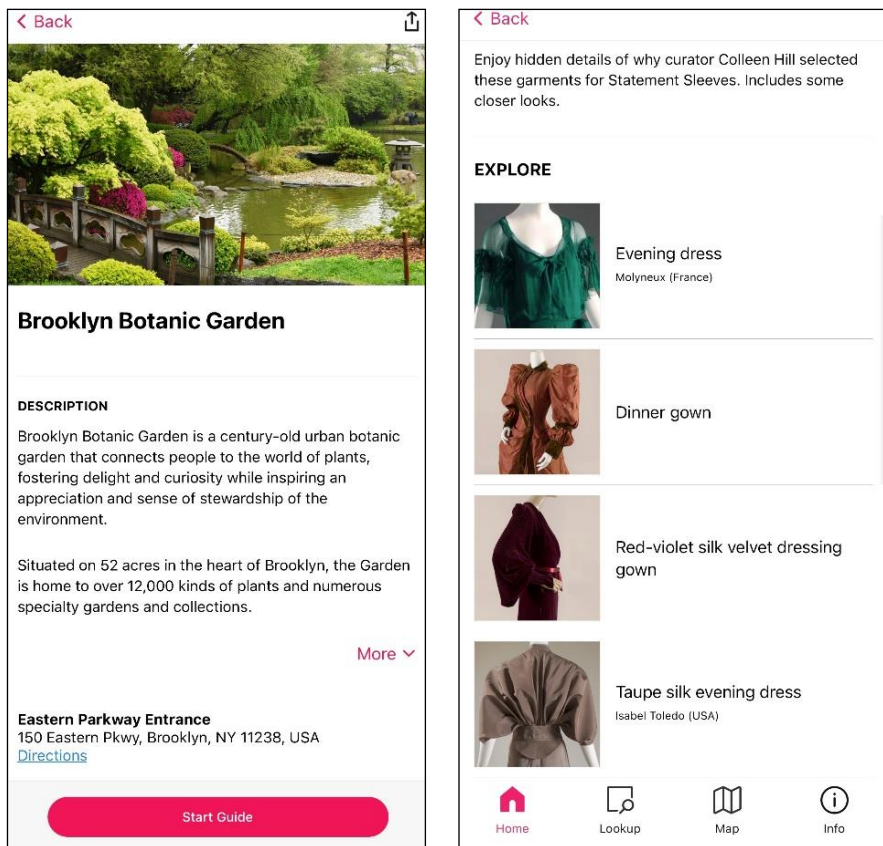 Back
Brooklyn Botanic Garden
DESCRIPTION
Brooklyn Botanic Garden is a century-old urban botanic
garden that connects people to the world of plants,
fostering delight and curiosity while inspiring an
appreciation and sense of stewardship of the
environment.
Situated on 52 acres in the heart of Brooklyn, the Garden
is home to over 12,000 kinds of plants and numerous
specialty gardens and collections.
More
Eastern Parkway Entrance
150 Eastern Pkwy, Brooklyn, NY 11238, USA
Directions
Start Guide
Back
Enjoy hidden details of why curator Colleen Hill selected
these garments for Statement Sleeves. Includes some
closer looks.
EXPLORE
Evening dress
Molyneux (France)
Dinner gown
Red-violet silk velvet dressing
gown
Taupe silk evening dress
Isabel Toledo (USA)
Home
Lookup
Map
Info